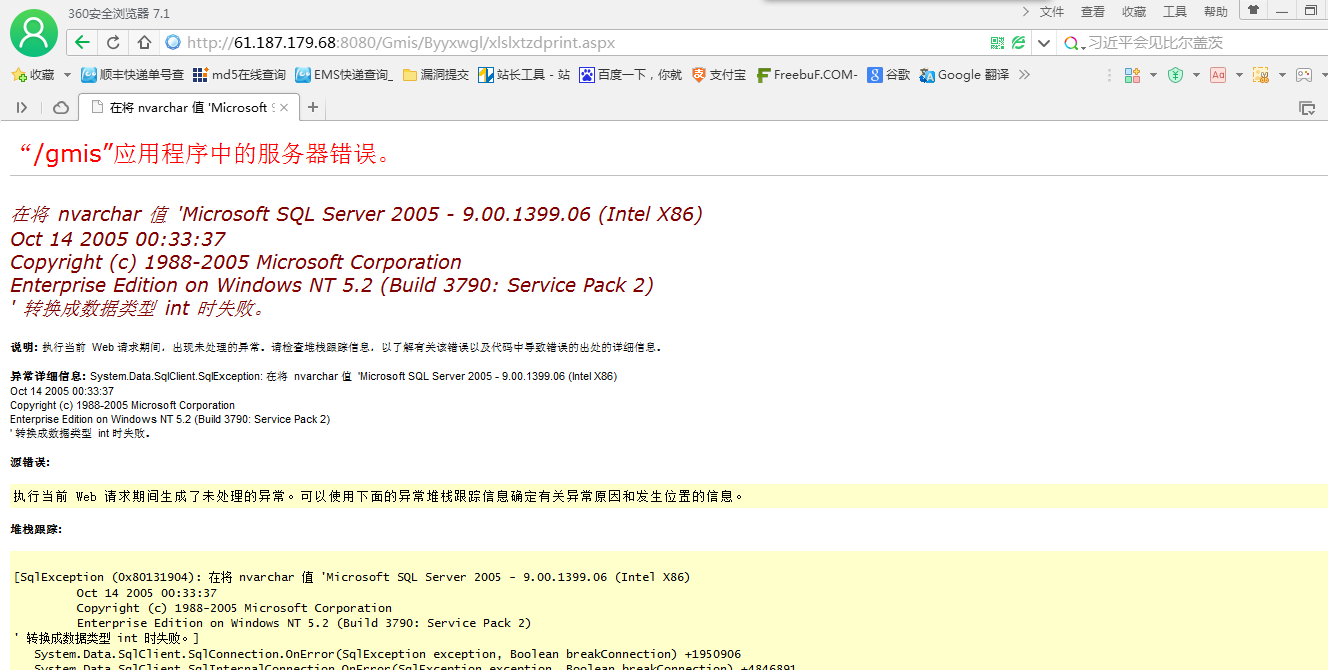 360安全浏览器 7.1
文件 查看 收藏 工具 帮助
http://61.187.179.68:8080/Gmis/Byyxwgl/xlslxtzdprint.aspx
习近平会见比尔盖茨
收藏 顺丰快递单号查 md5在线查询 EMS快递查询_ 漏洞提交 站长工具 - 站 百度一下，你就 支付宝 FreebuF.COM- 谷歌 Google 翻译
在将 nvarchar 值 'Microsoft S
“/gmis”应用程序中的服务器错误。
在将 nvarchar 值 'Microsoft SQL Server 2005 - 9.00.1399.06 (Intel X86)
Oct 14 2005 00:33:37
Copyright (c) 1988-2005 Microsoft Corporation
Enterprise Edition on Windows NT 5.2 (Build 3790: Service Pack 2)
' 转换成数据类型 int 时失败。
说明: 执行当前 Web 请求期间，出现未处理的异常。请检查堆栈跟踪信息，以了解有关该错误以及代码中导致错误的出处的详细信息。
异常详细信息: System.Data.SqlClient.SqlException: 在将 nvarchar 值 'Microsoft SQL Server 2005 - 9.00.1399.06 (Intel X86)
Oct 14 2005 00:33:37
Copyright (c) 1988-2005 Microsoft Corporation
Enterprise Edition on Windows NT 5.2 (Build 3790: Service Pack 2)
' 转换成数据类型 int 时失败。
源错误:
执行当前 Web 请求期间生成了未处理的异常。可以使用下面的异常堆栈跟踪信息确定有关异常原因和发生位置的信息。
堆栈跟踪:
[SqlException (0x80131904): 在将 nvarchar 值 'Microsoft SQL Server 2005 - 9.00.1399.06 (Intel X86)
Oct 14 2005 00:33:37
Copyright (c) 1988-2005 Microsoft Corporation
Enterprise Edition on Windows NT 5.2 (Build 3790: Service Pack 2)
' 转换成数据类型 int 时失败。]
System.Data.SqlClient.SqlConnection.OnError(SqlException exception, Boolean breakConnection) +1950906
System.Data.SqlClient.SqlInternalConnection.OnError(SqlException exception, Boolean breakConnection) +4846891